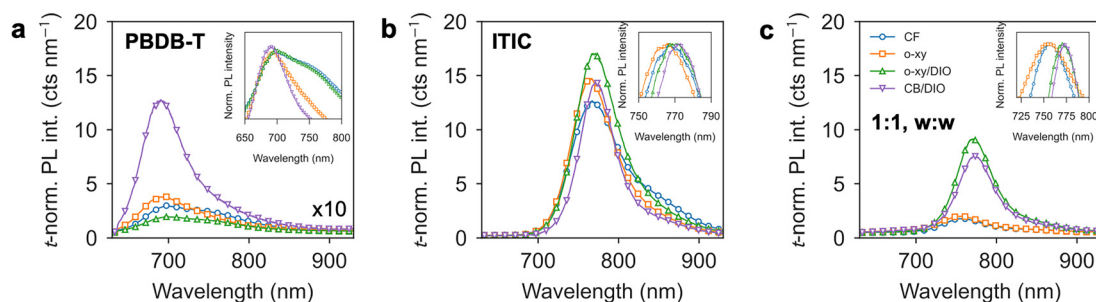 a
PBDB-T
t-norm. PL int. (cts nm⁻¹)
20
15
10
5
0
700
800
900
Wavelength (nm)
x10
Norm. PL intensity
650
700
750
800
Wavelength (nm)
b
ITIC
t-norm. PL int. (cts nm⁻¹)
20
15
10
5
0
700
800
900
Wavelength (nm)
Norm. PL intensity
750
760
770
780
790
Wavelength (nm)
c
CF
o-xy
o-xy/DIO
CB/DIO
1:1, w:w
t-norm. PL int. (cts nm⁻¹)
20
15
10
5
0
700
800
900
Wavelength (nm)
Norm. PL intensity
725
750
775
800
Wavelength (nm)